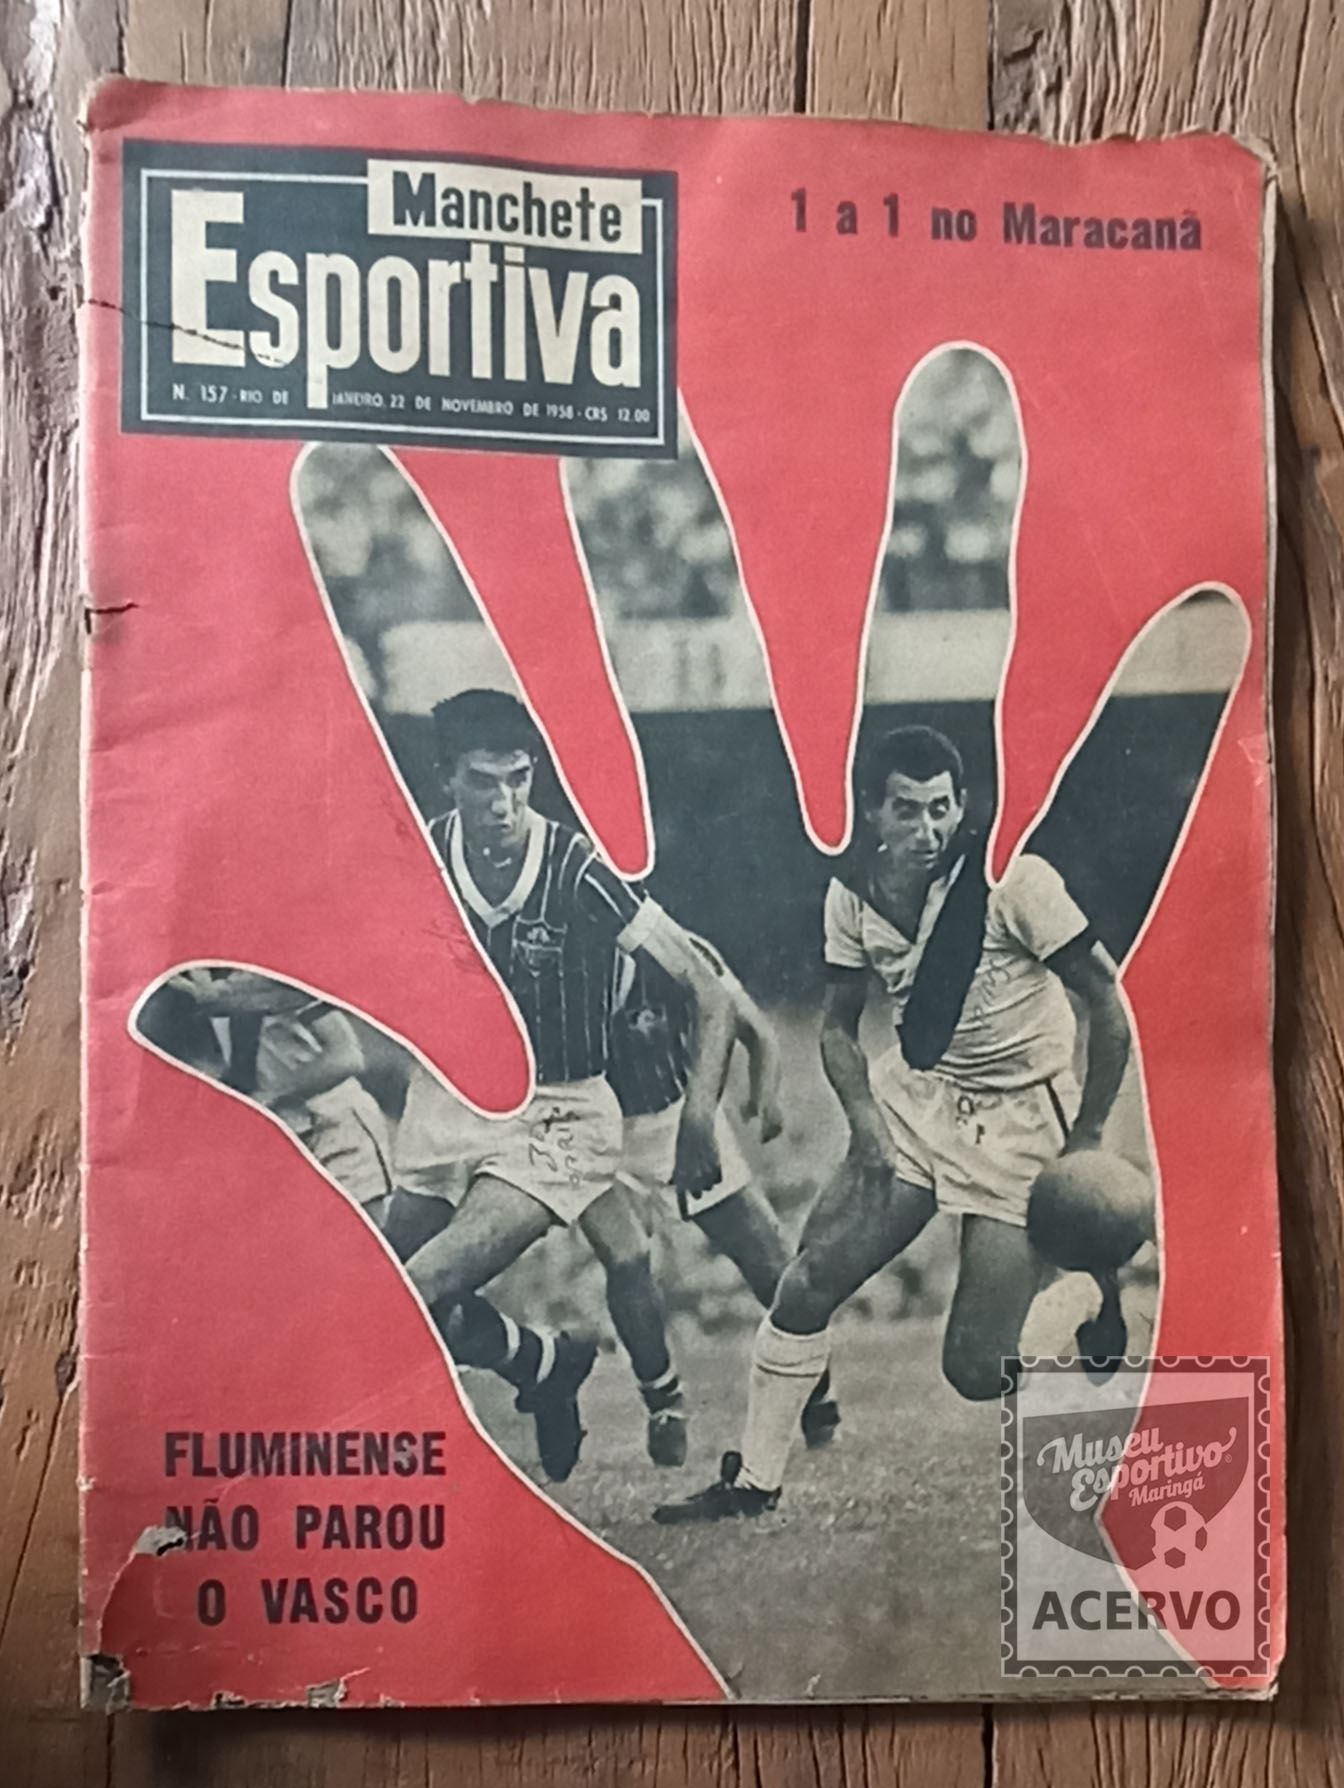 Manchete
Esportiva
N. 157 - RIO DE JANEIRO, 22 DE NOVEMBRO DE 1958 - CR$ 12.00
1 a 1 no Maracanã
FLUMINENSE
NÃO PAROU
O VASCO
Museu
Esportivo
Maringá
ACERVO